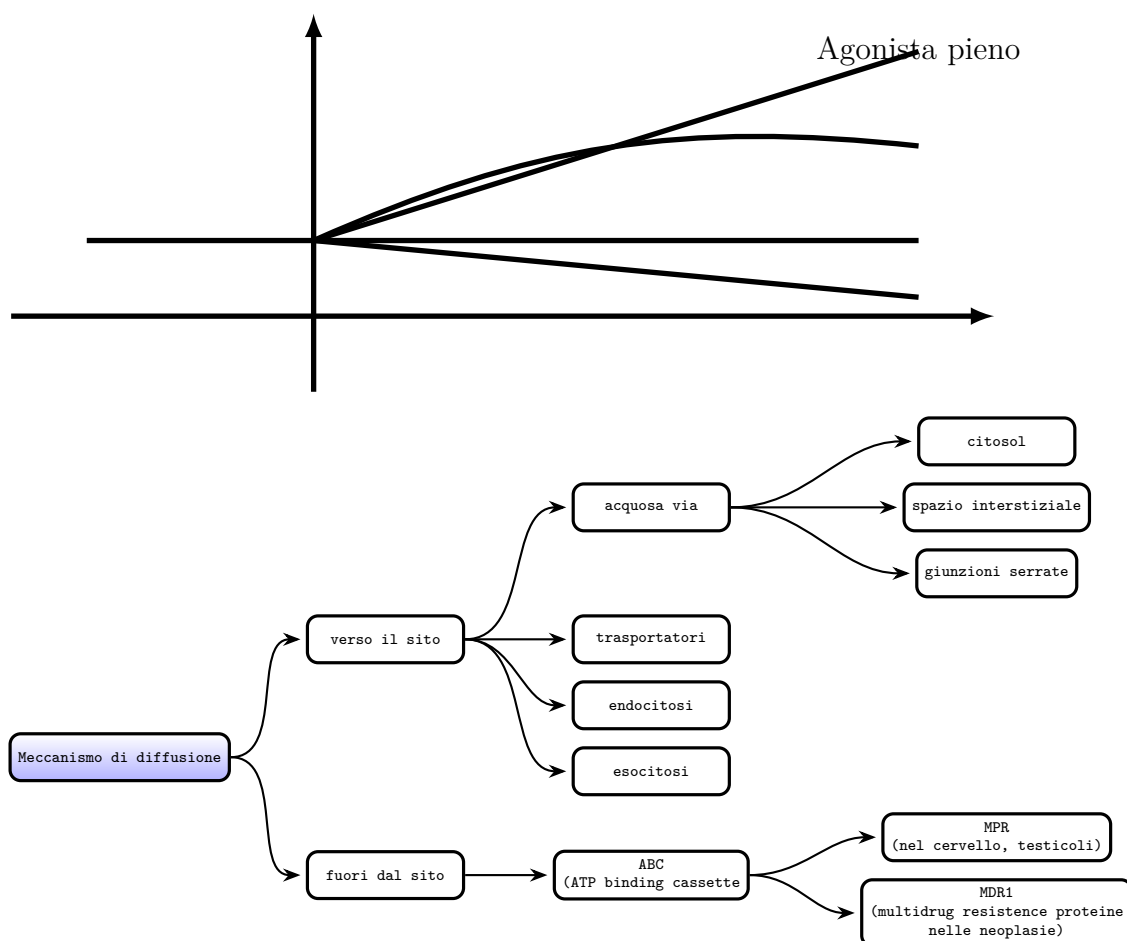 Agonista pieno
citosol
acquosa via
spazio interstiziale
giunzioni serrate
verso il sito
trasportatori
endocitosi
Meccanismo di diffusione
esocitosi
fuori dal sito
ABC
(ATP binding cassette
MPR
(nel cervello, testicoli)
MDR1
(multidrug resistence proteine
nelle neoplasie)